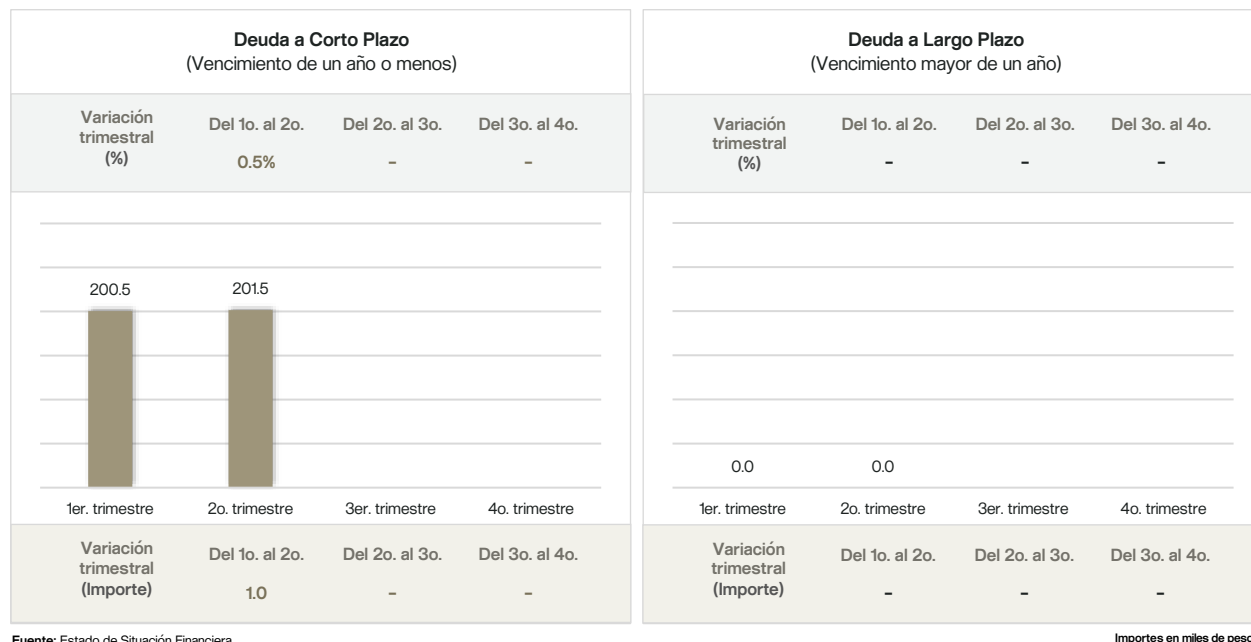 Deuda a Corto Plazo
(Vencimiento de un año o menos)
Variación trimestral (%)
Del 1o. al 2o. Del 2o. al 3o. Del 3o. al 4o.
0.5% – –
200.5 201.5
1er. trimestre 2o. trimestre 3er. trimestre 4o. trimestre
Variación trimestral (Importe)
Del 1o. al 2o. Del 2o. al 3o. Del 3o. al 4o.
1.0 – –
Deuda a Largo Plazo
(Vencimiento mayor de un año)
Variación trimestral (%)
Del 1o. al 2o. Del 2o. al 3o. Del 3o. al 4o.
– – –
0.0 0.0
1er. trimestre 2o. trimestre 3er. trimestre 4o. trimestre
Variación trimestral (Importe)
Del 1o. al 2o. Del 2o. al 3o. Del 3o. al 4o.
– – –
Fuente: Estado de Situación Financiera
Importes en miles de